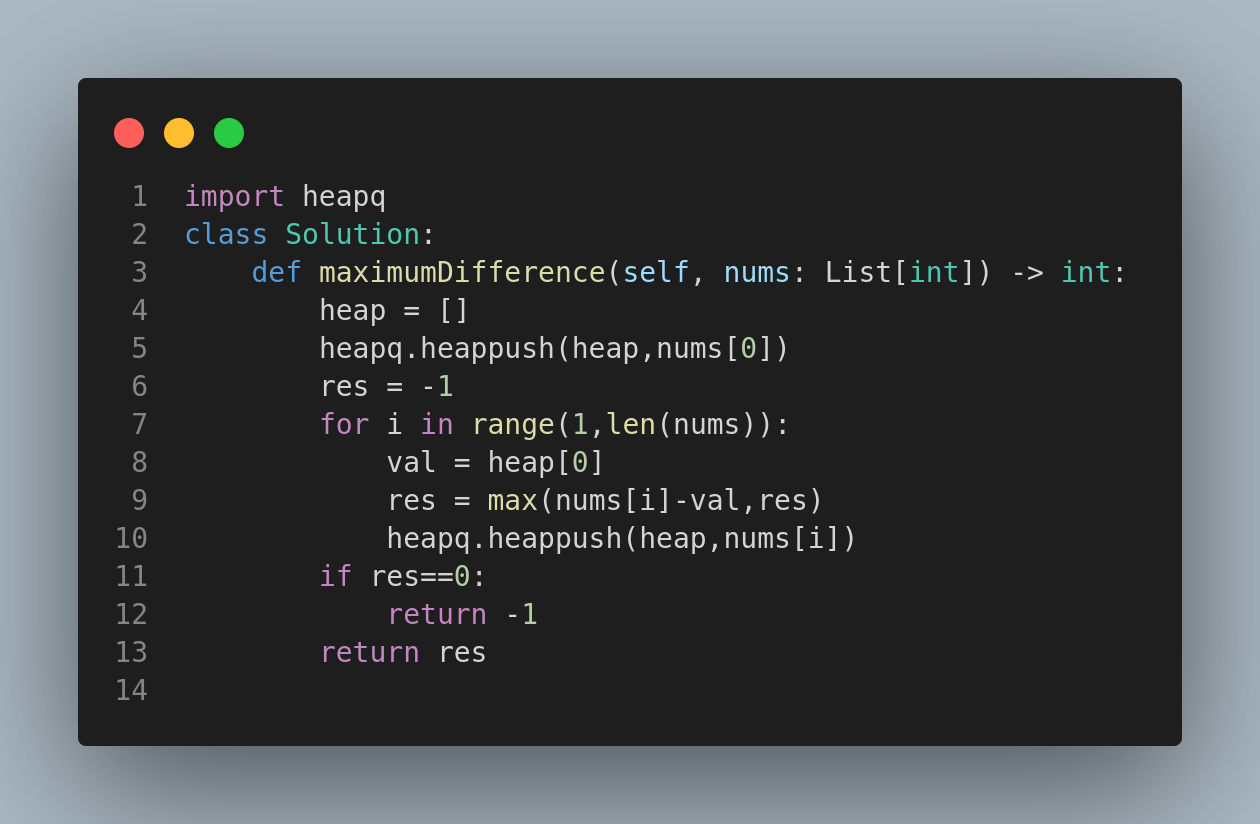 1 import heapq
2 class Solution:
3     def maximumDifference(self, nums: List[int]) -> int:
4         heap = []
5         heapq.heappush(heap,nums[0])
6         res = -1
7         for i in range(1,len(nums)):
8             val = heap[0]
9             res = max(nums[i]-val,res)
10             heapq.heappush(heap,nums[i])
11         if res==0:
12             return -1
13         return res
14